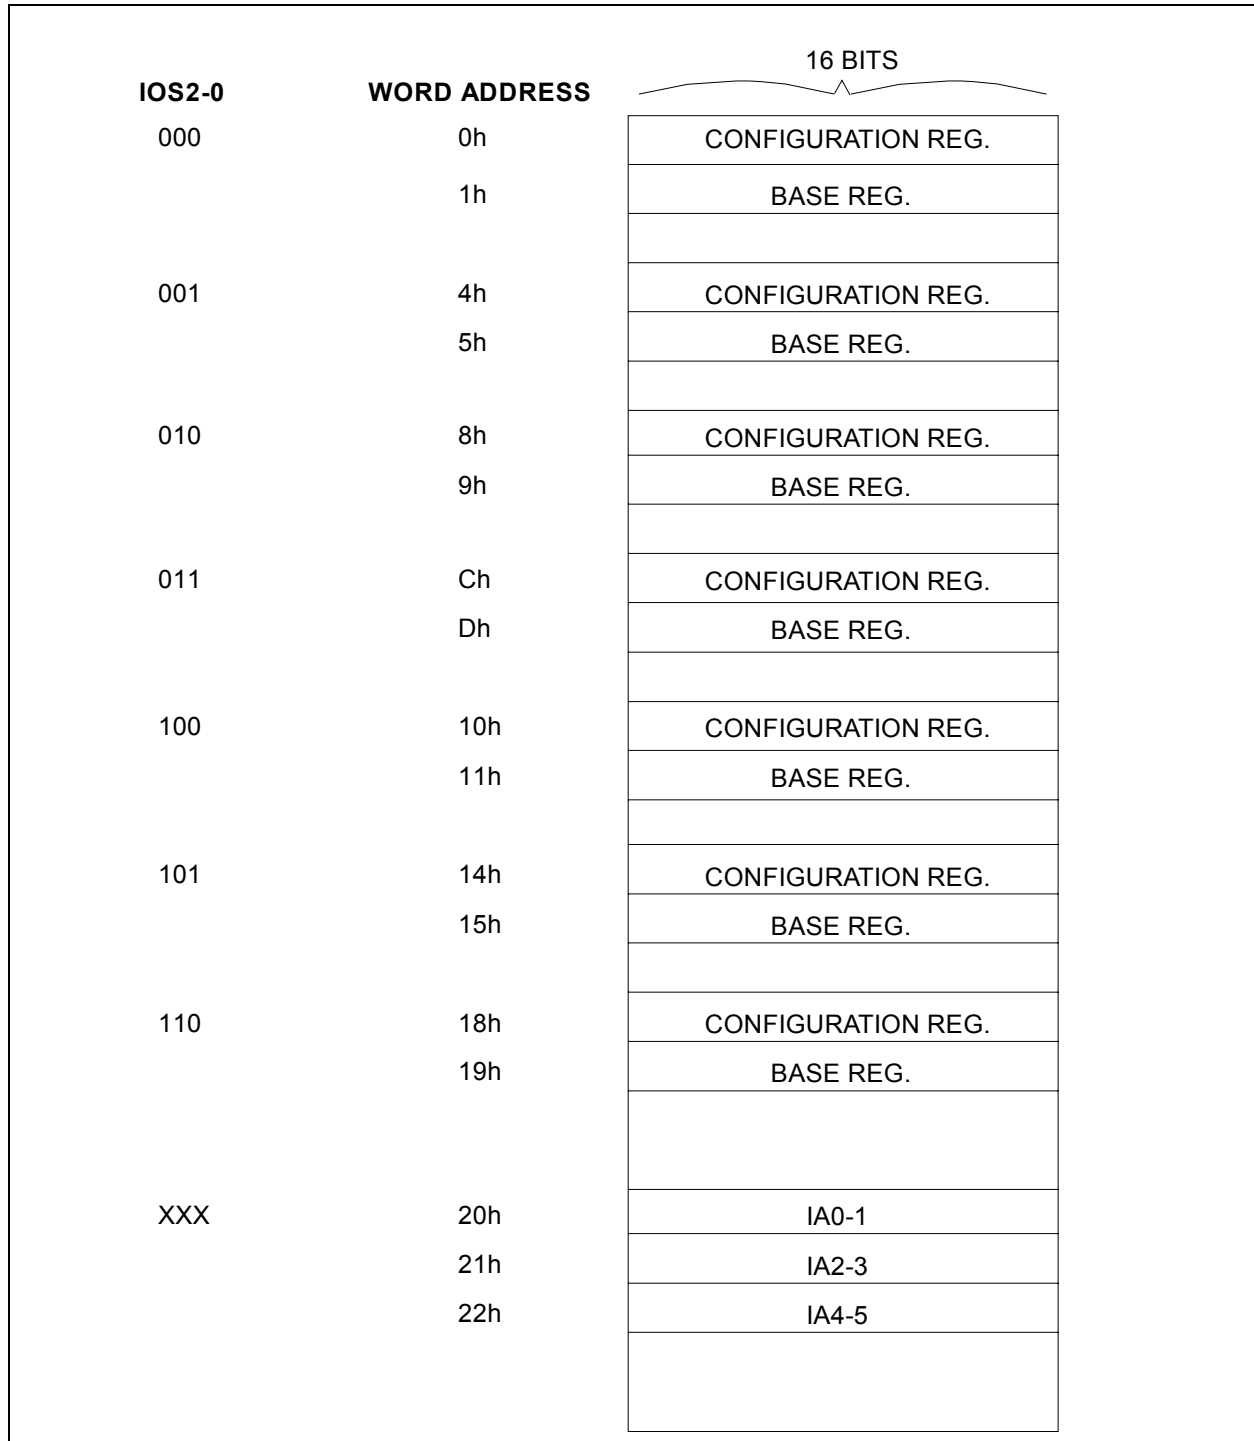 16 BITS
IOS2-0 WORD ADDRESS
000 0h CONFIGURATION REG.
1h BASE REG.
001 4h CONFIGURATION REG.
5h BASE REG.
010 8h CONFIGURATION REG.
9h BASE REG.
011 Ch CONFIGURATION REG.
Dh BASE REG.
100 10h CONFIGURATION REG.
11h BASE REG.
101 14h CONFIGURATION REG.
15h BASE REG.
110 18h CONFIGURATION REG.
19h BASE REG.
XXX 20h IA0-1
21h IA2-3
22h IA4-5